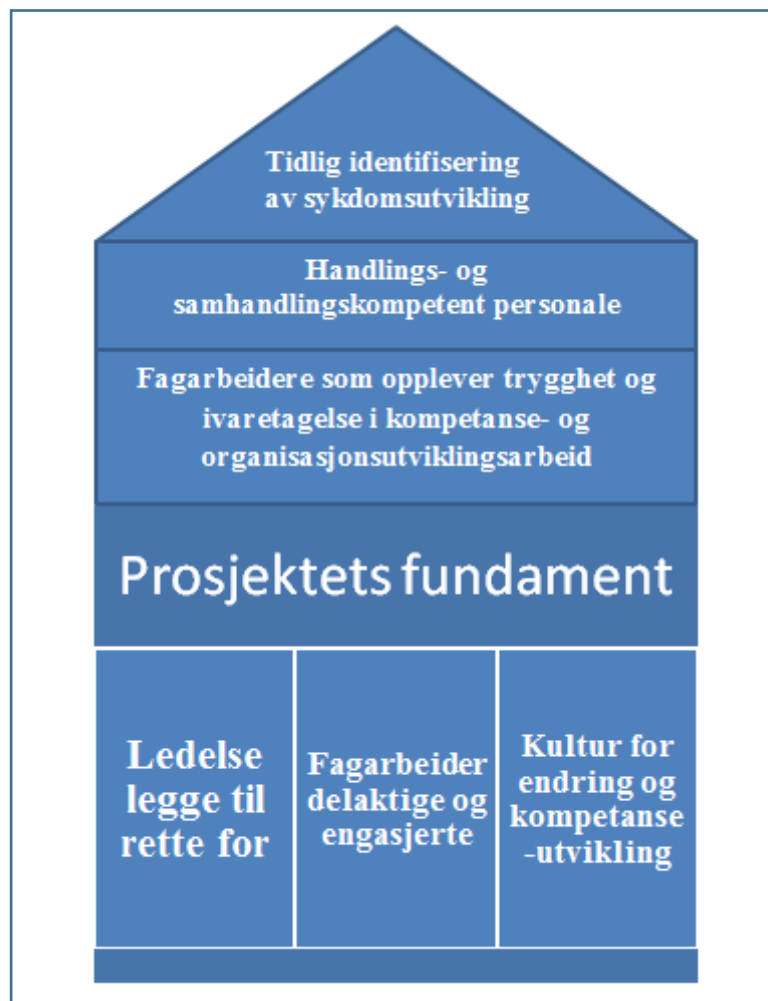 Tidlig identifisering
av sykdomsutvikling
Handlings- og
samhandlingskompetent personale
Fagarbeidere som opplever trygghet og
ivaretagelse i kompetanse- og
organisasjonsutviklingsarbeid
Prosjektets fundament
Ledelse
legge til
rette for
Fagarbeider
delaktige og
engasjerte
Kultur for
endring og
kompetanse
-utvikling